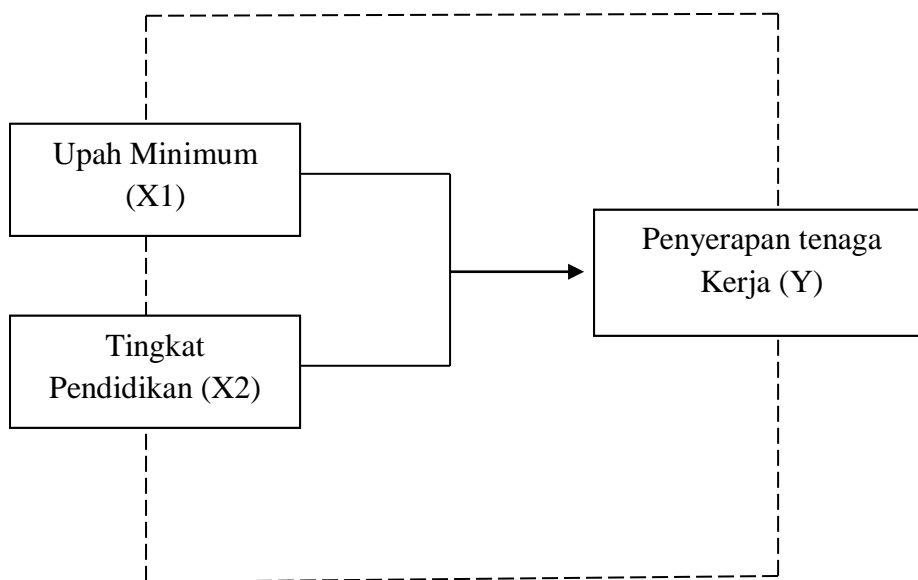 Upah Minimum
(X1)
Penyerapan tenaga
Kerja (Y)
Tingkat
Pendidikan (X2)